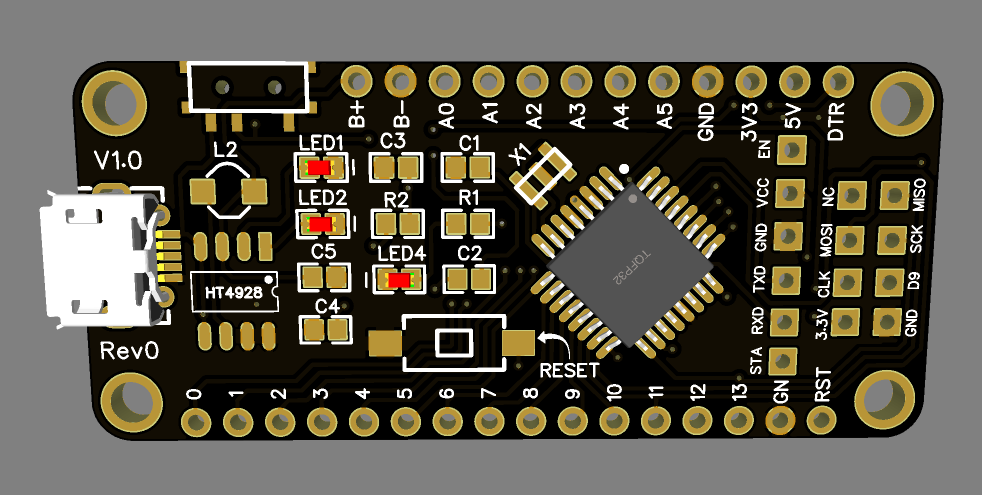 B+
B-
A0
A1
A2
A3
A4
A5
GND
3V3
5V
DTR
V1.0
L2
LED1
C3
C1
X1
EN
LED2
R2
R1
VCC
NC
MISO
C5
LED4
C2
GND
MOSI
SCK
TQFP32
HT4928
TXD
CLK
D9
C4
RXD
3.3V
GND
Rev0
RESET
STA
0
1
2
3
4
5
6
7
8
9
10
11
12
13
GN
RST